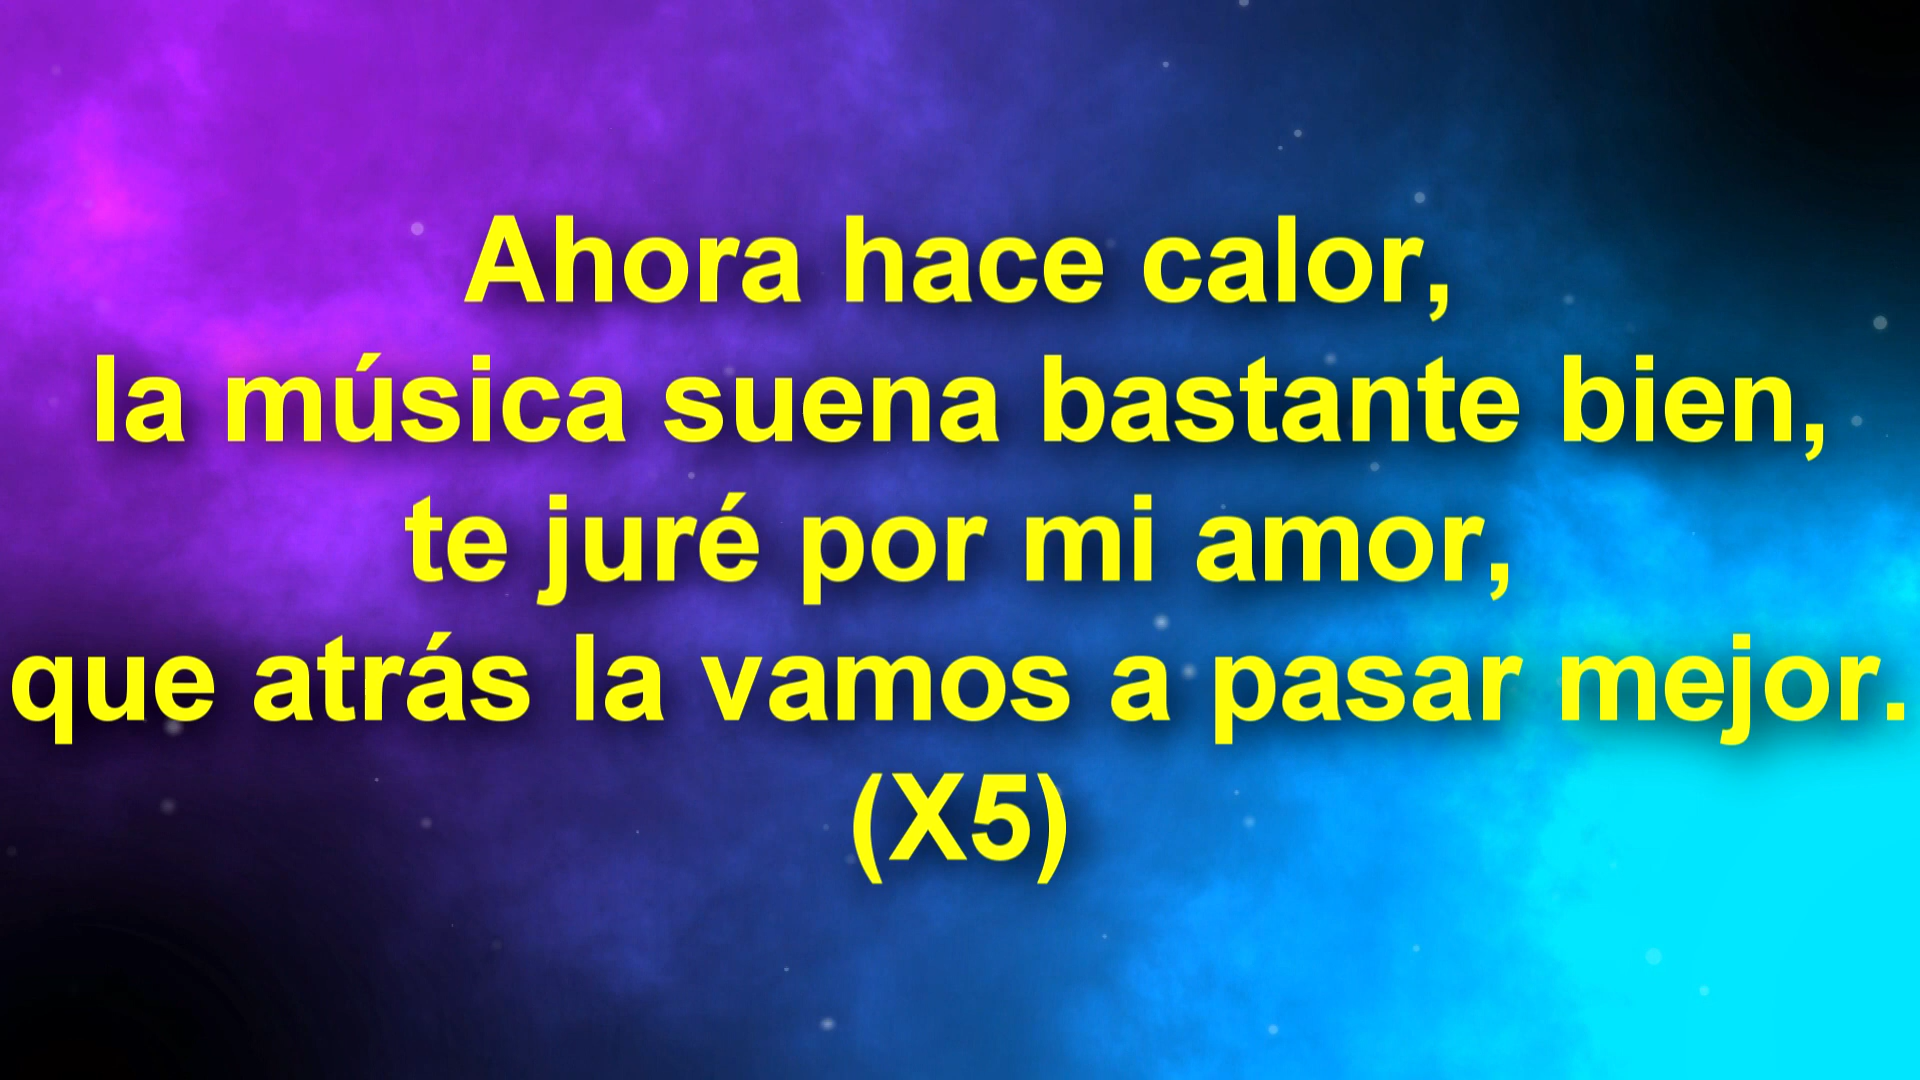 Ahora hace calor,
la música suena bastante bien,
te juré por mi amor,
que atrás la vamos a pasar mejor.
(X5)